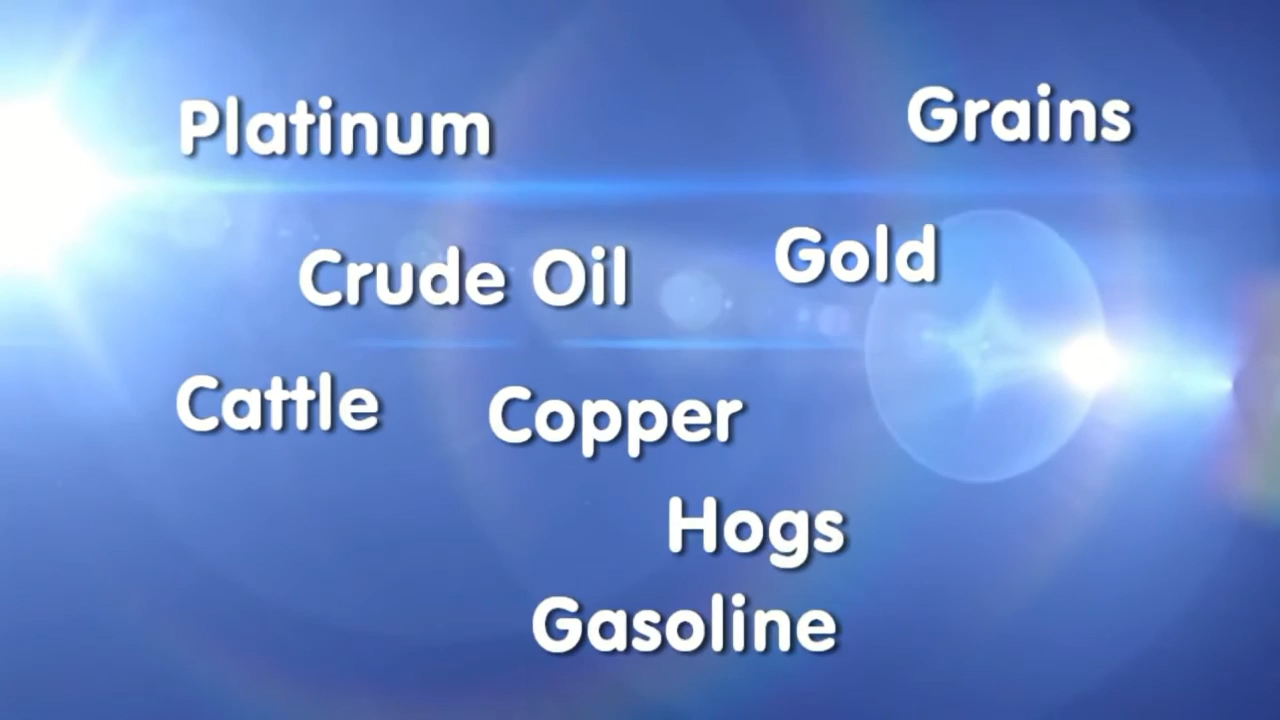 Platinum
Grains
Crude Oil
Gold
Cattle
Copper
Hogs
Gasoline